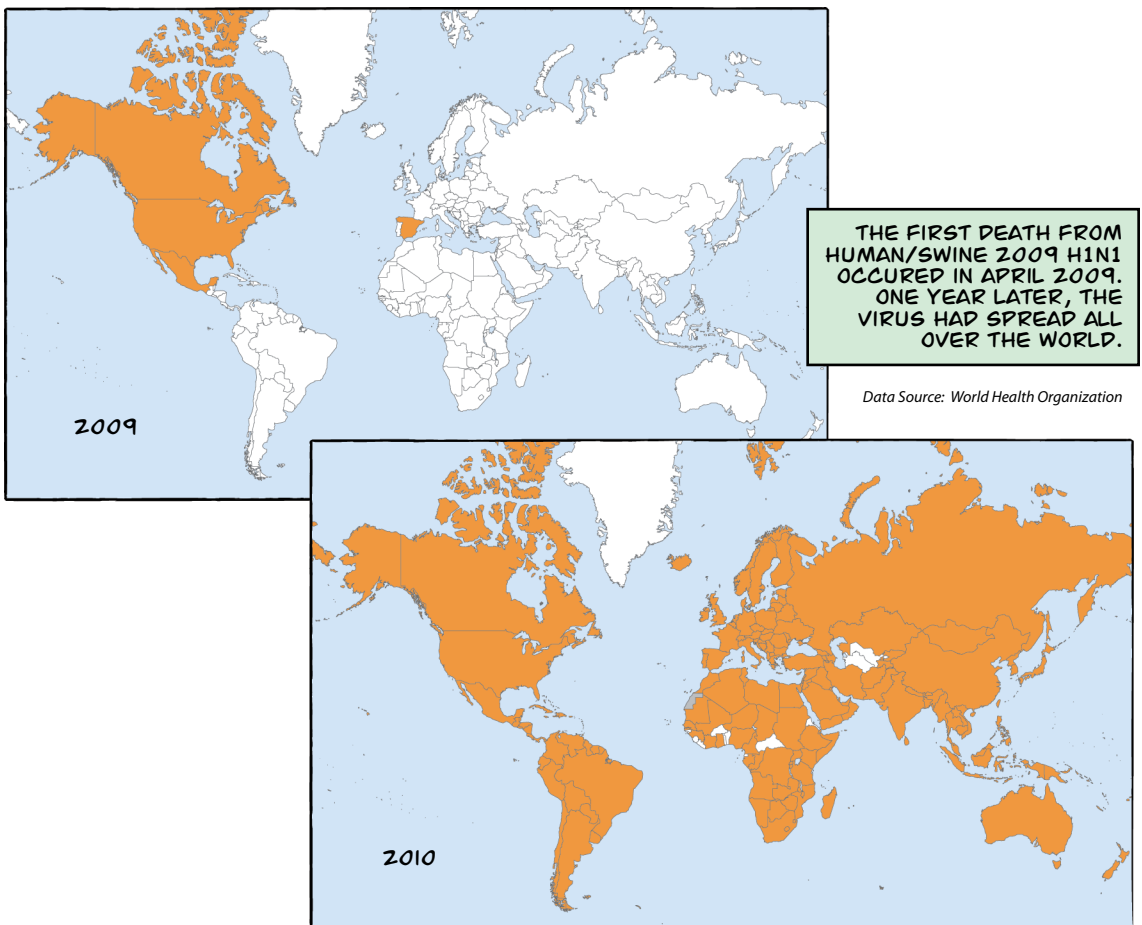 2009
THE FIRST DEATH FROM
HUMAN/SWINE 2009 H1N1
OCCURED IN APRIL 2009.
ONE YEAR LATER, THE
VIRUS HAD SPREAD ALL
OVER THE WORLD.
Data Source: World Health Organization
2010